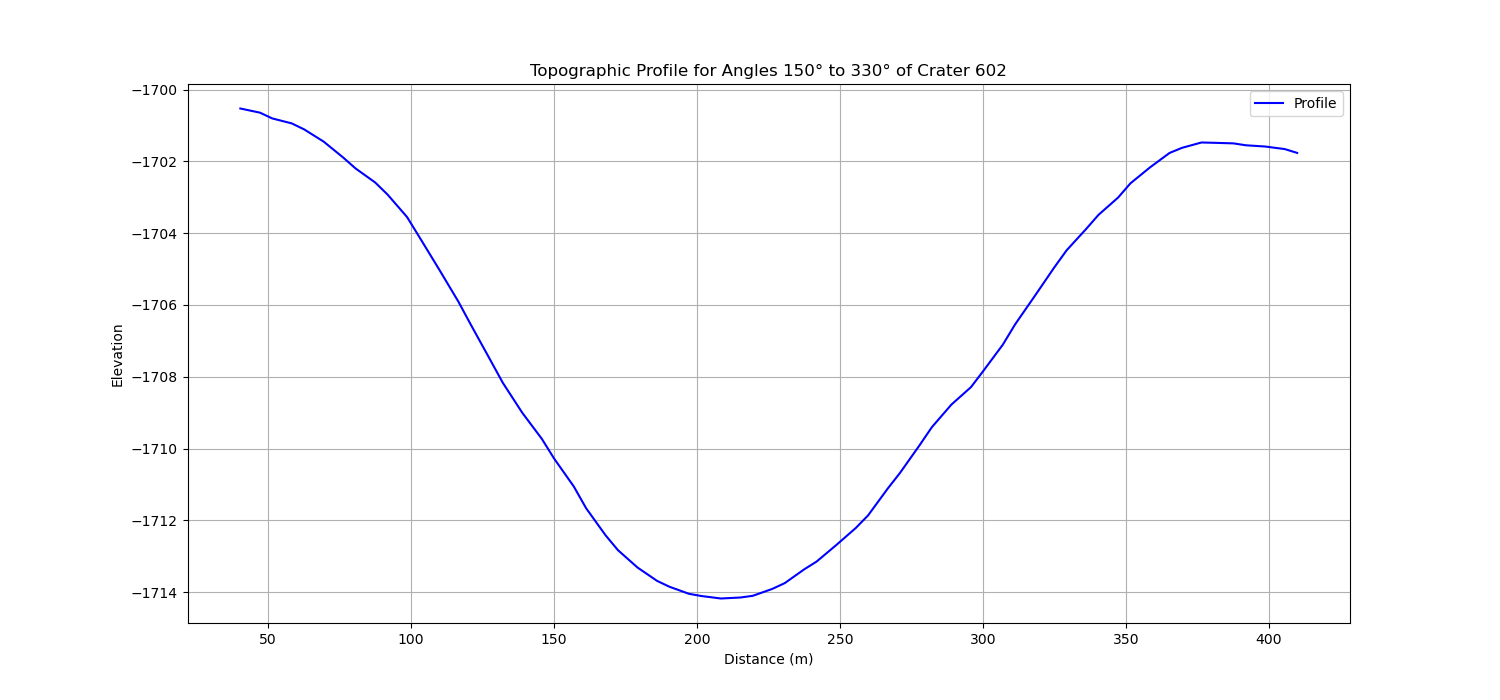 Topographic Profile for Angles 150° to 330° of Crater 602
Profile
−1700
−1702
−1704
−1706
−1708
−1710
−1712
−1714
Elevation
50 100 150 200 250 300 350 400
Distance (m)